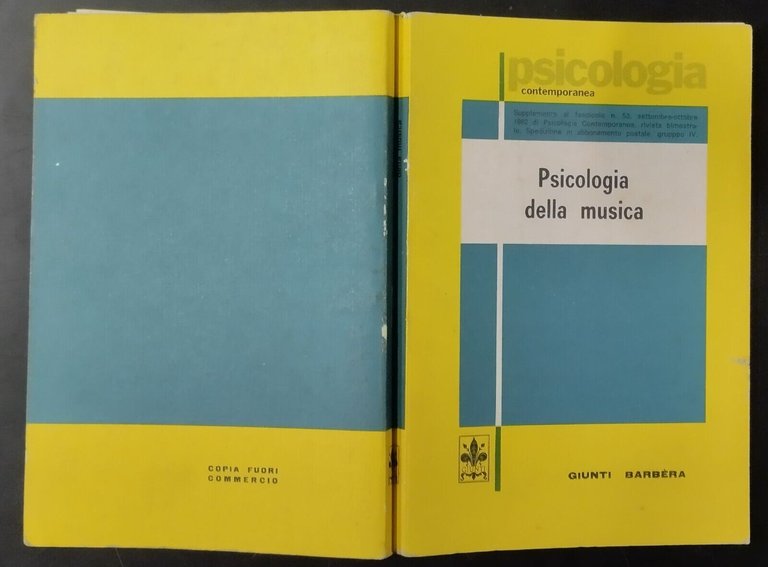 COPIA FUORI
COMMERCIO
psicologia
contemporanea
Supplemento al fascicolo n. 53, settembre-ottobre
1982 di Psicologia Contemporanea, rivista bimestra-
le. Spedizione in abbonamento postale, gruppo IV.
Psicologia
della musica
GIUNTI BARBÈRA